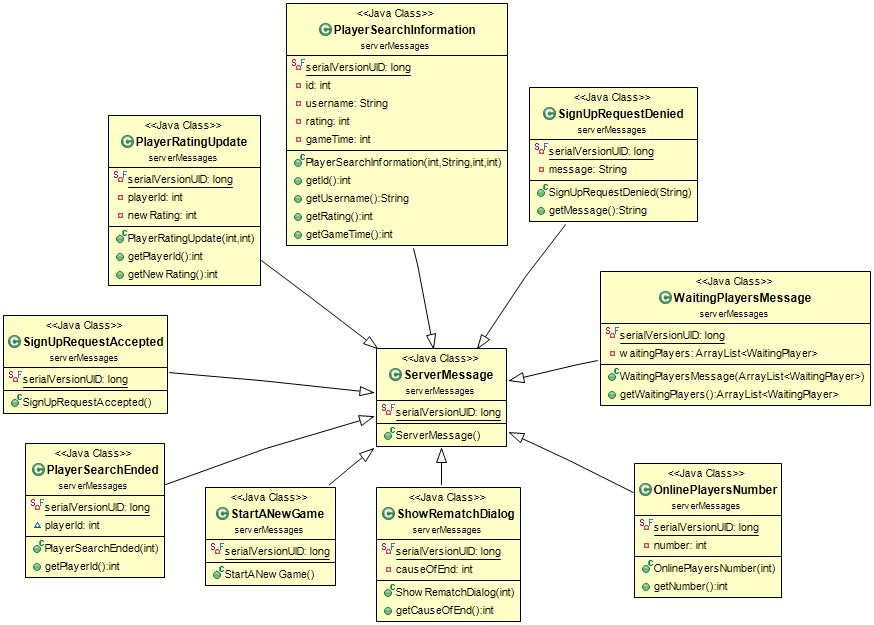 <<Java Class>>
PlayerSearchInformation
serverMessages
serialVersionUID: long
id: int
username: String
rating: int
gameTime: int
PlayerSearchInformation(int,String,int,int)
getId():int
getUsername():String
getRating():int
getGameTime():int
<<Java Class>>
SignUpRequestDenied
serverMessages
serialVersionUID: long
message: String
SignUpRequestDenied(String)
getMessage():String
<<Java Class>>
PlayerRatingUpdate
serverMessages
serialVersionUID: long
playerId: int
newRating: int
PlayerRatingUpdate(int,int)
getPlayerId():int
getNewRating():int
<<Java Class>>
WaitingPlayersMessage
serverMessages
serialVersionUID: long
waitingPlayers: ArrayList<WaitingPlayer>
WaitingPlayersMessage(ArrayList<WaitingPlayer>)
getWaitingPlayers():ArrayList<WaitingPlayer>
<<Java Class>>
SignUpRequestAccepted
serverMessages
serialVersionUID: long
SignUpRequestAccepted()
<<Java Class>>
ServerMessage
serverMessages
serialVersionUID: long
ServerMessage()
<<Java Class>>
PlayerSearchEnded
serverMessages
serialVersionUID: long
playerId: int
PlayerSearchEnded(int)
getPlayerId():int
<<Java Class>>
StartANewGame
serverMessages
serialVersionUID: long
StartANewGame()
<<Java Class>>
ShowRematchDialog
serverMessages
serialVersionUID: long
causeOfEnd: int
ShowRematchDialog(int)
getCauseOfEnd():int
<<Java Class>>
OnlinePlayersNumber
serverMessages
serialVersionUID: long
number: int
OnlinePlayersNumber(int)
getNumber():int